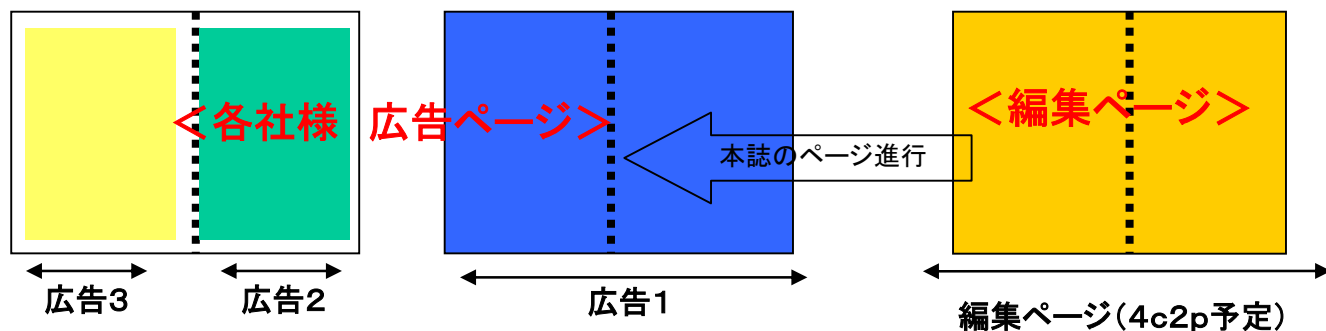 <各社様 広告ページ>
<編集ページ>
本誌のページ進行
広告3
広告2
広告1
編集ページ(4c2p予定)